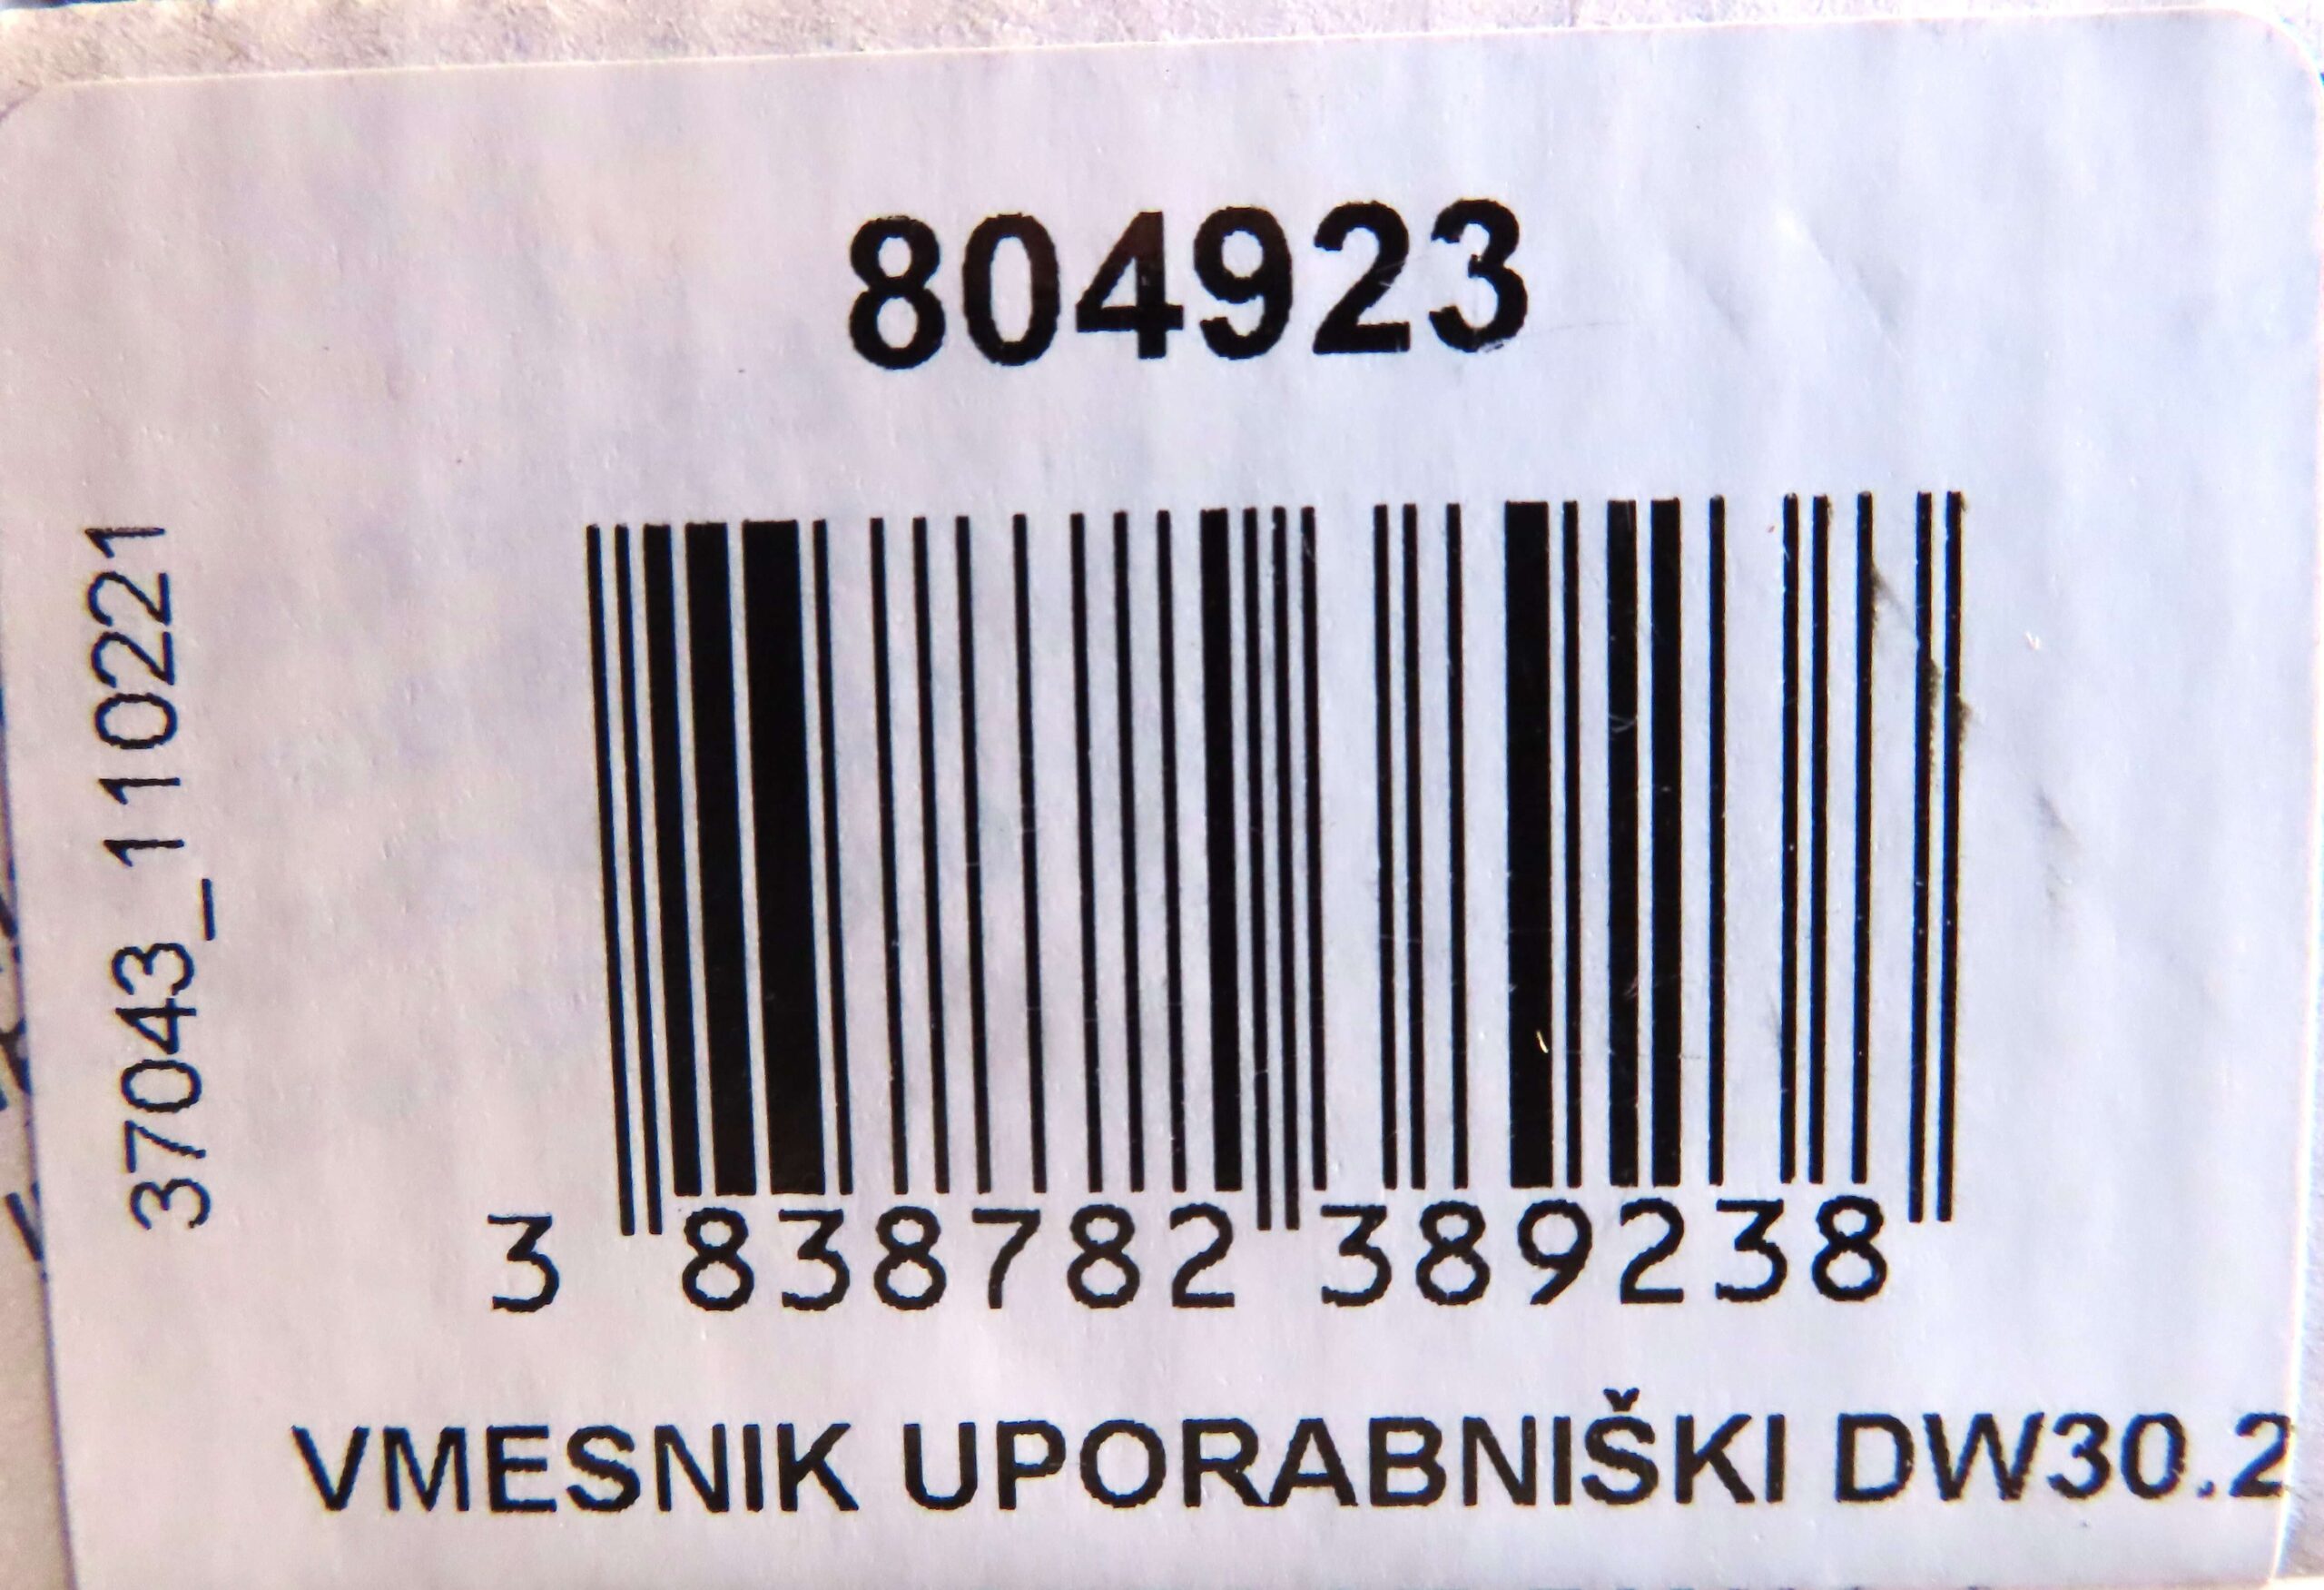 804923
37043_110221
3 838782 389238
VMESNIK UPORABNIŠKI DW30.2